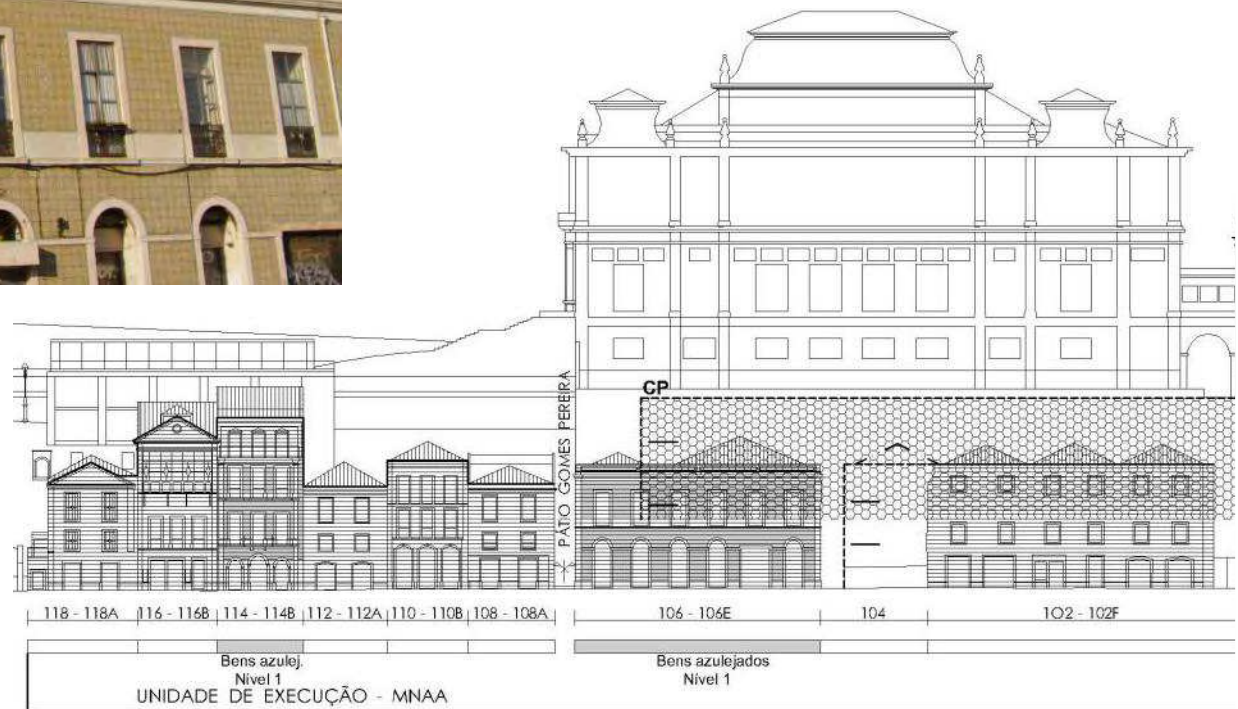 CP
PÁTIO GOMES PEREIRA
118 - 118A
116 - 116B
114 - 114B
112 - 112A
110 - 110B
108 - 108A
106 - 106E
104
102 - 102F
Bens azulej.
Nível 1
Bens azulejados
Nível 1
UNIDADE DE EXECUÇÃO - MNAA